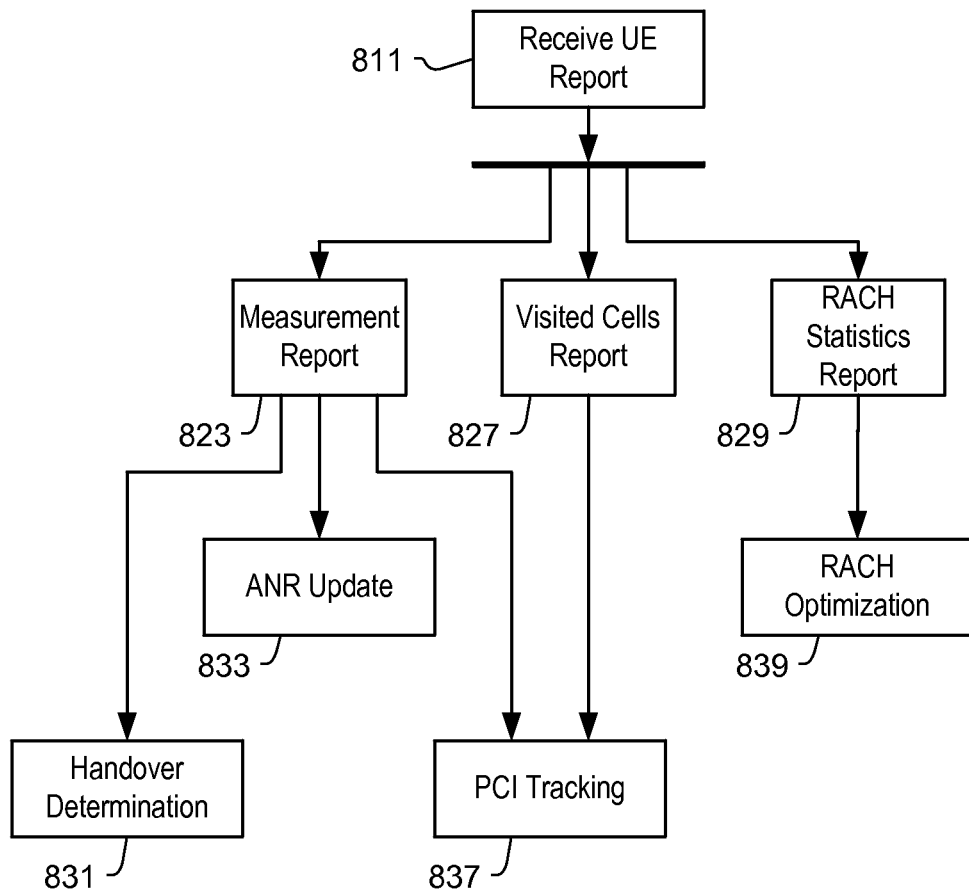 Receive UE
Report
811
Measurement
Report
823
Visited Cells
Report
827
RACH
Statistics
Report
829
ANR Update
833
RACH
Optimization
839
Handover
Determination
831
PCI Tracking
837